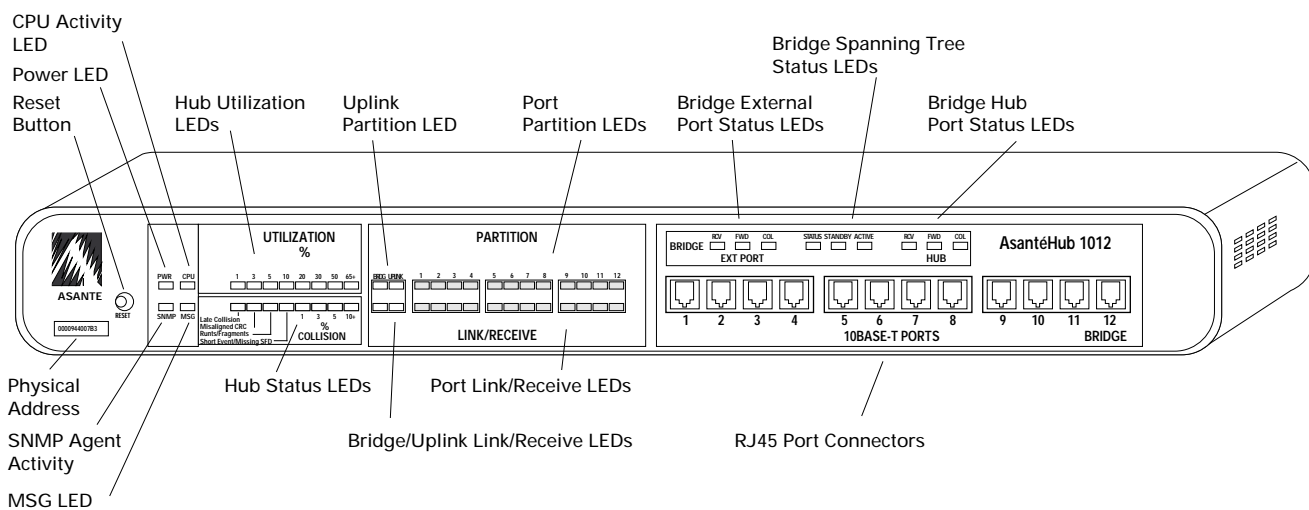 CPU Activity
LED
Power LED
Reset
Button
Hub Utilization
LEDs
Uplink
Partition LED
Port
Partition LEDs
Bridge Spanning Tree
Status LEDs
Bridge External
Port Status LEDs
Bridge Hub
Port Status LEDs
ASANTE
0000944007B3
RESET
PWR CPU
SNMP MSG
UTILIZATION
%
1 3 5 10 20 30 50 65+
Late Collision
Misaligned CRC
Runts/Fragments
Short Event/Missing SFD
1 3 5 10+
%
COLLISION
PARTITION
BRDG UPLINK 1 2 3 4 5 6 7 8 9 10 11 12
LINK/RECEIVE
BRIDGE RCV FWD COL STATUS STANDBY ACTIVE RCV FWD COL
EXT PORT HUB
AsantéHub 1012
1 2 3 4 5 6 7 8 9 10 11 12
10BASE-T PORTS BRIDGE
Physical
Address
SNMP Agent
Activity
MSG LED
Hub Status LEDs
Port Link/Receive LEDs
Bridge/Uplink Link/Receive LEDs
RJ45 Port Connectors